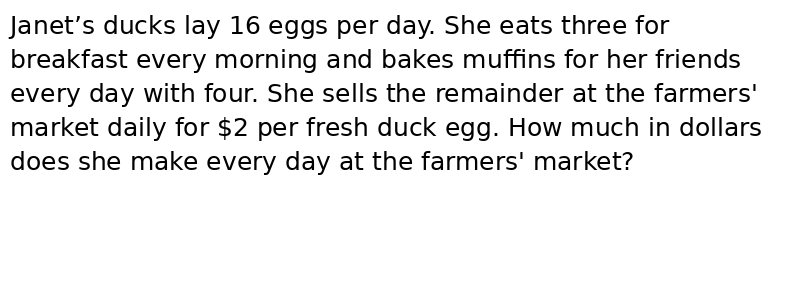 Janet’s ducks lay 16 eggs per day. She eats three for
breakfast every morning and bakes muffins for her friends
every day with four. She sells the remainder at the farmers'
market daily for $2 per fresh duck egg. How much in dollars
does she make every day at the farmers' market?